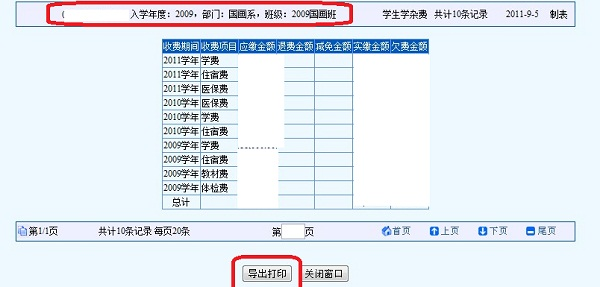 ( 入学年度：2009，部门：国画系，班级：2009国画班 学生学杂费 共计10条记录 2011-9-5 制表
收费期间 收费项目 应缴金额 退费金额 减免金额 实缴金额 欠费金额
2011学年 学费
2011学年 住宿费
2011学年 医保费
2010学年 医保费
2010学年 学费
2010学年 住宿费
2009学年 学费
2009学年 住宿费
2009学年 教材费
2009学年 体检费
总计
第1/1页 共计10条记录 每页20条 第 页 首页 上页 下页 尾页
导出打印 关闭窗口